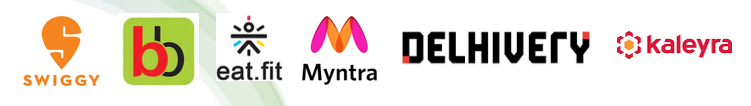 SWIGGY
bb
eat.fit
Myntra
DELHIVERY
kaleyra